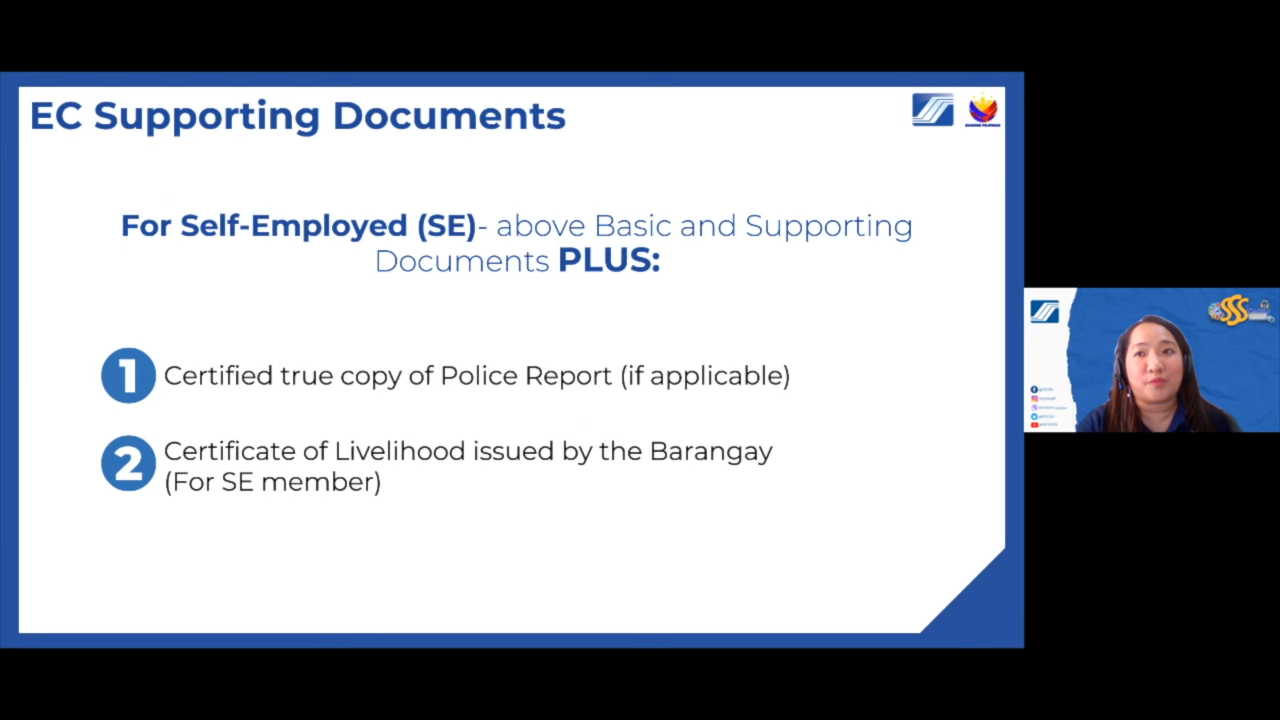 EC Supporting Documents
For Self-Employed (SE)- above Basic and Supporting
Documents PLUS:
1 Certified true copy of Police Report (if applicable)
2 Certificate of Livelihood issued by the Barangay
(For SE member)
SSS